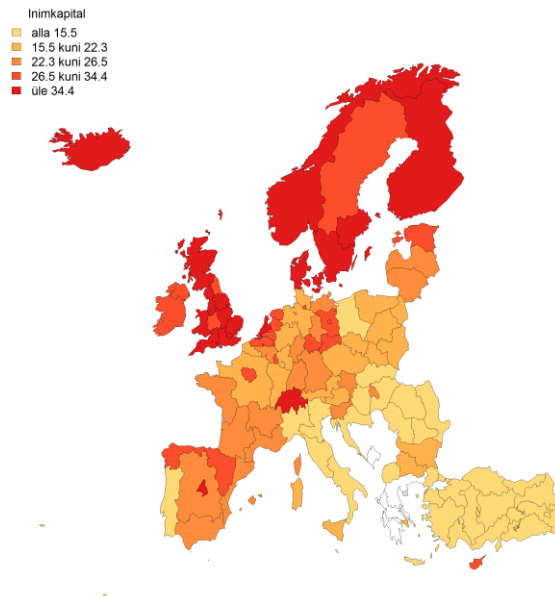 Inimkapital
alla 15.5
15.5 kuni 22.3
22.3 kuni 26.5
26.5 kuni 34.4
üle 34.4